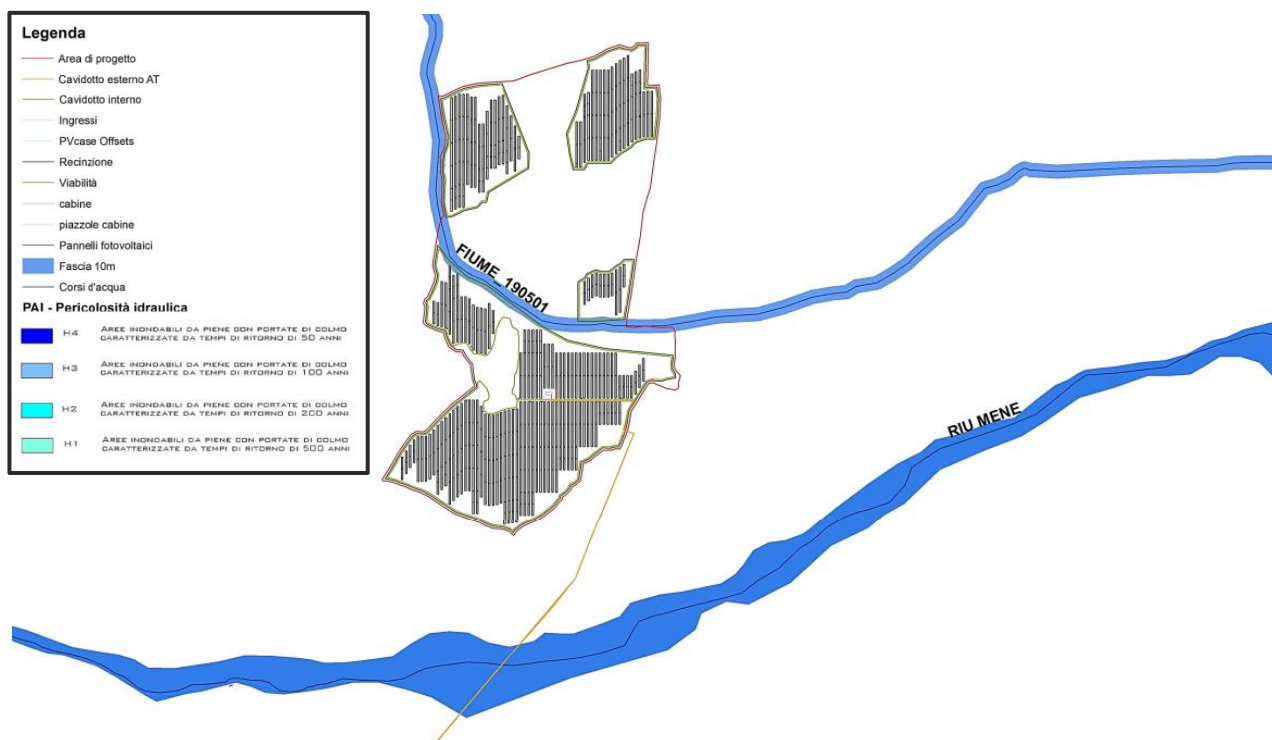 Legenda
Area di progetto
Cavidotto esterno AT
Cavidotto interno
Ingressi
PVcase Offsets
Recinzione
Viabilità
cabine
piazzole cabine
Pannelli fotovoltaici
Fascia 10m
Corsi d'acqua
PAI - Pericolosità idraulica
H4 AREE INONDABILI DA PIENE CON PORTATE DI COLMO
CARATTERIZZATE DA TEMPI DI RITORNO DI 50 ANNI
H3 AREE INONDABILI DA PIENE CON PORTATE DI COLMO
CARATTERIZZATE DA TEMPI DI RITORNO DI 100 ANNI
H2 AREE INONDABILI DA PIENE CON PORTATE DI COLMO
CARATTERIZZATE DA TEMPI DI RITORNO DI 200 ANNI
H1 AREE INONDABILI DA PIENE CON PORTATE DI COLMO
CARATTERIZZATE DA TEMPI DI RITORNO DI 500 ANNI
FIUME_190501
RIU MENE